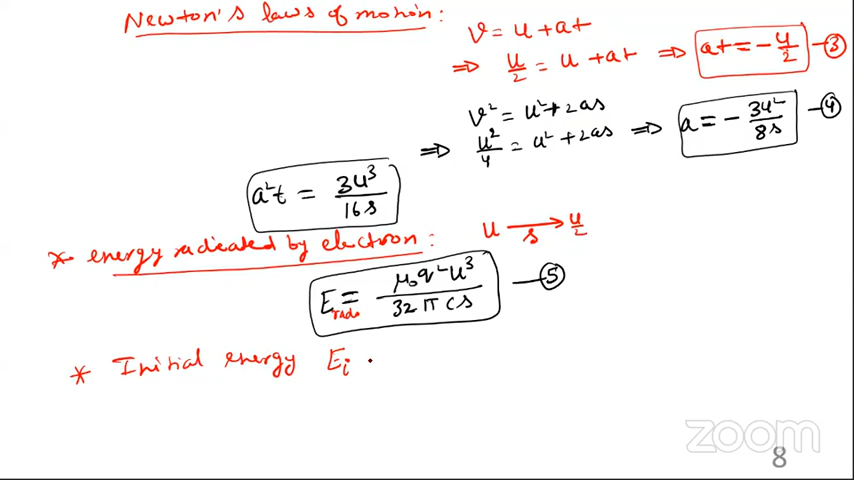 Newton's laws of motion:
v = u + at
⇒ u/2 = u + at ⇒ at = - u/2 — ③
v² = u² + 2as
⇒ u²/4 = u² + 2as ⇒ a = - 3u²/8s — ④
a²t = 3u³/16s
* energy radiated by electron: u →s u/2
E_rad = μ₀q²u³/32πcs — ⑤
* Initial energy Eᵢ
zoom
8